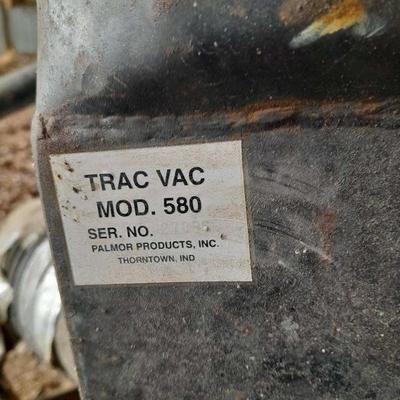 TRAC VAC
MOD. 580
SER. NO.
PALMOR PRODUCTS, INC.
THORNTOWN, IND